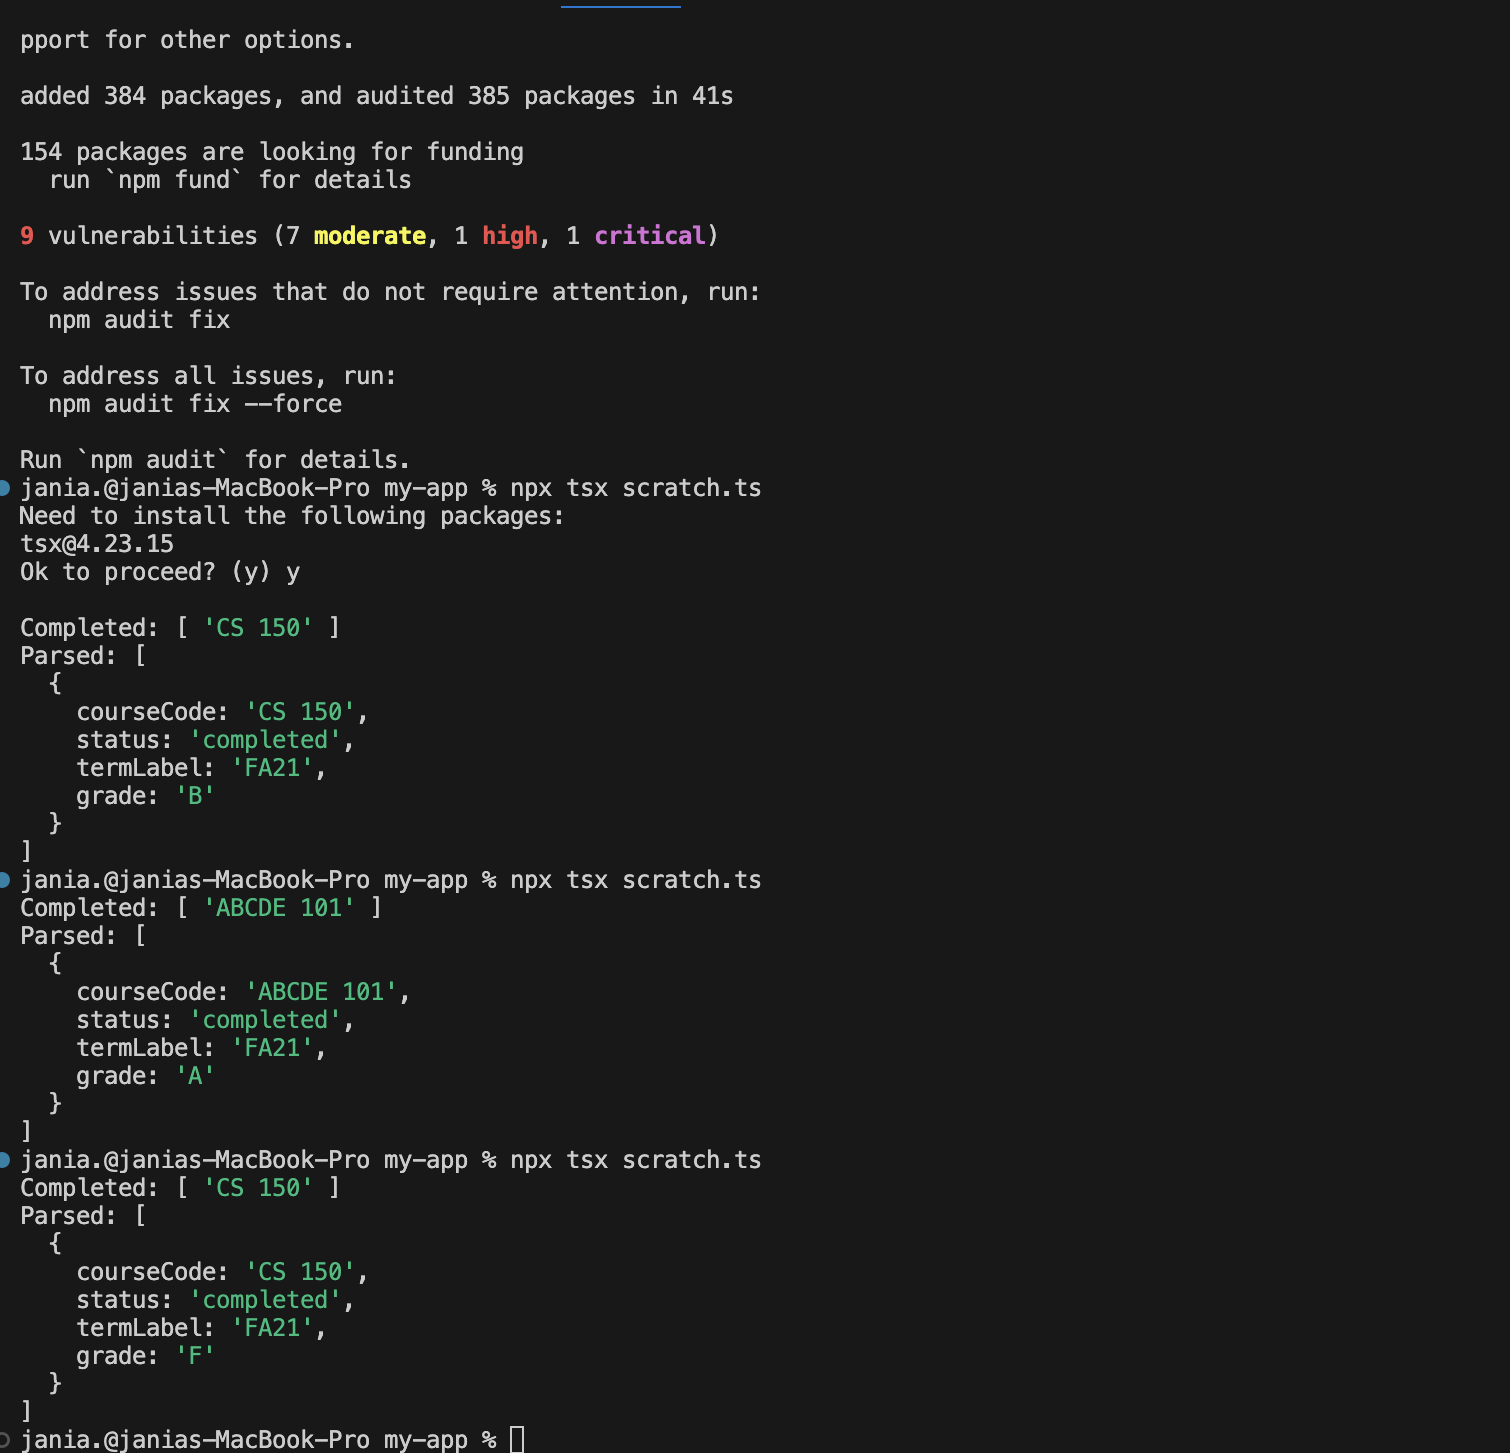 pport for other options.
added 384 packages, and audited 385 packages in 41s
154 packages are looking for funding
  run `npm fund` for details
9 vulnerabilities (7 moderate, 1 high, 1 critical)
To address issues that do not require attention, run:
  npm audit fix
To address all issues, run:
  npm audit fix --force
Run `npm audit` for details.
jania.@janias-MacBook-Pro my-app % npx tsx scratch.ts
Need to install the following packages:
tsx@4.23.15
Ok to proceed? (y) y
Completed: [ 'CS 150' ]
Parsed: [
  {
    courseCode: 'CS 150',
    status: 'completed',
    termLabel: 'FA21',
    grade: 'B'
  }
]
jania.@janias-MacBook-Pro my-app % npx tsx scratch.ts
Completed: [ 'ABCDE 101' ]
Parsed: [
  {
    courseCode: 'ABCDE 101',
    status: 'completed',
    termLabel: 'FA21',
    grade: 'A'
  }
]
jania.@janias-MacBook-Pro my-app % npx tsx scratch.ts
Completed: [ 'CS 150' ]
Parsed: [
  {
    courseCode: 'CS 150',
    status: 'completed',
    termLabel: 'FA21',
    grade: 'F'
  }
]
jania.@janias-MacBook-Pro my-app %